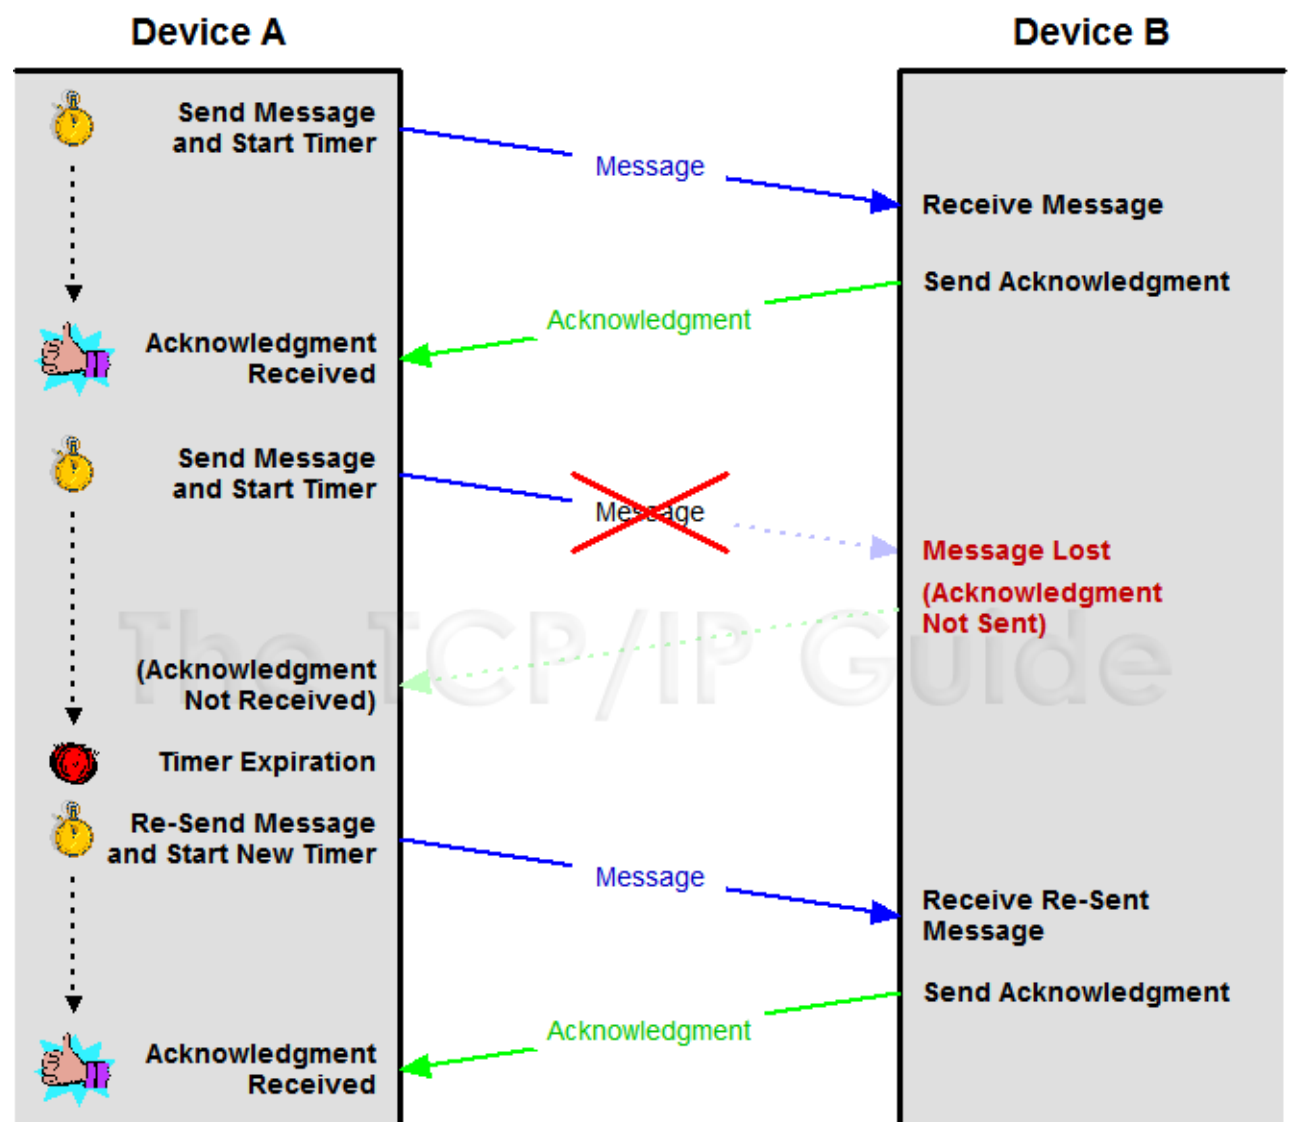 Device A
Device B
Send Message
and Start Timer
Message
Receive Message
Send Acknowledgment
Acknowledgment
Acknowledgment
Received
Send Message
and Start Timer
Message
Message Lost
(Acknowledgment
Not Sent)
The TCP/IP Guide
(Acknowledgment
Not Received)
Timer Expiration
Re-Send Message
and Start New Timer
Message
Receive Re-Sent
Message
Send Acknowledgment
Acknowledgment
Acknowledgment
Received